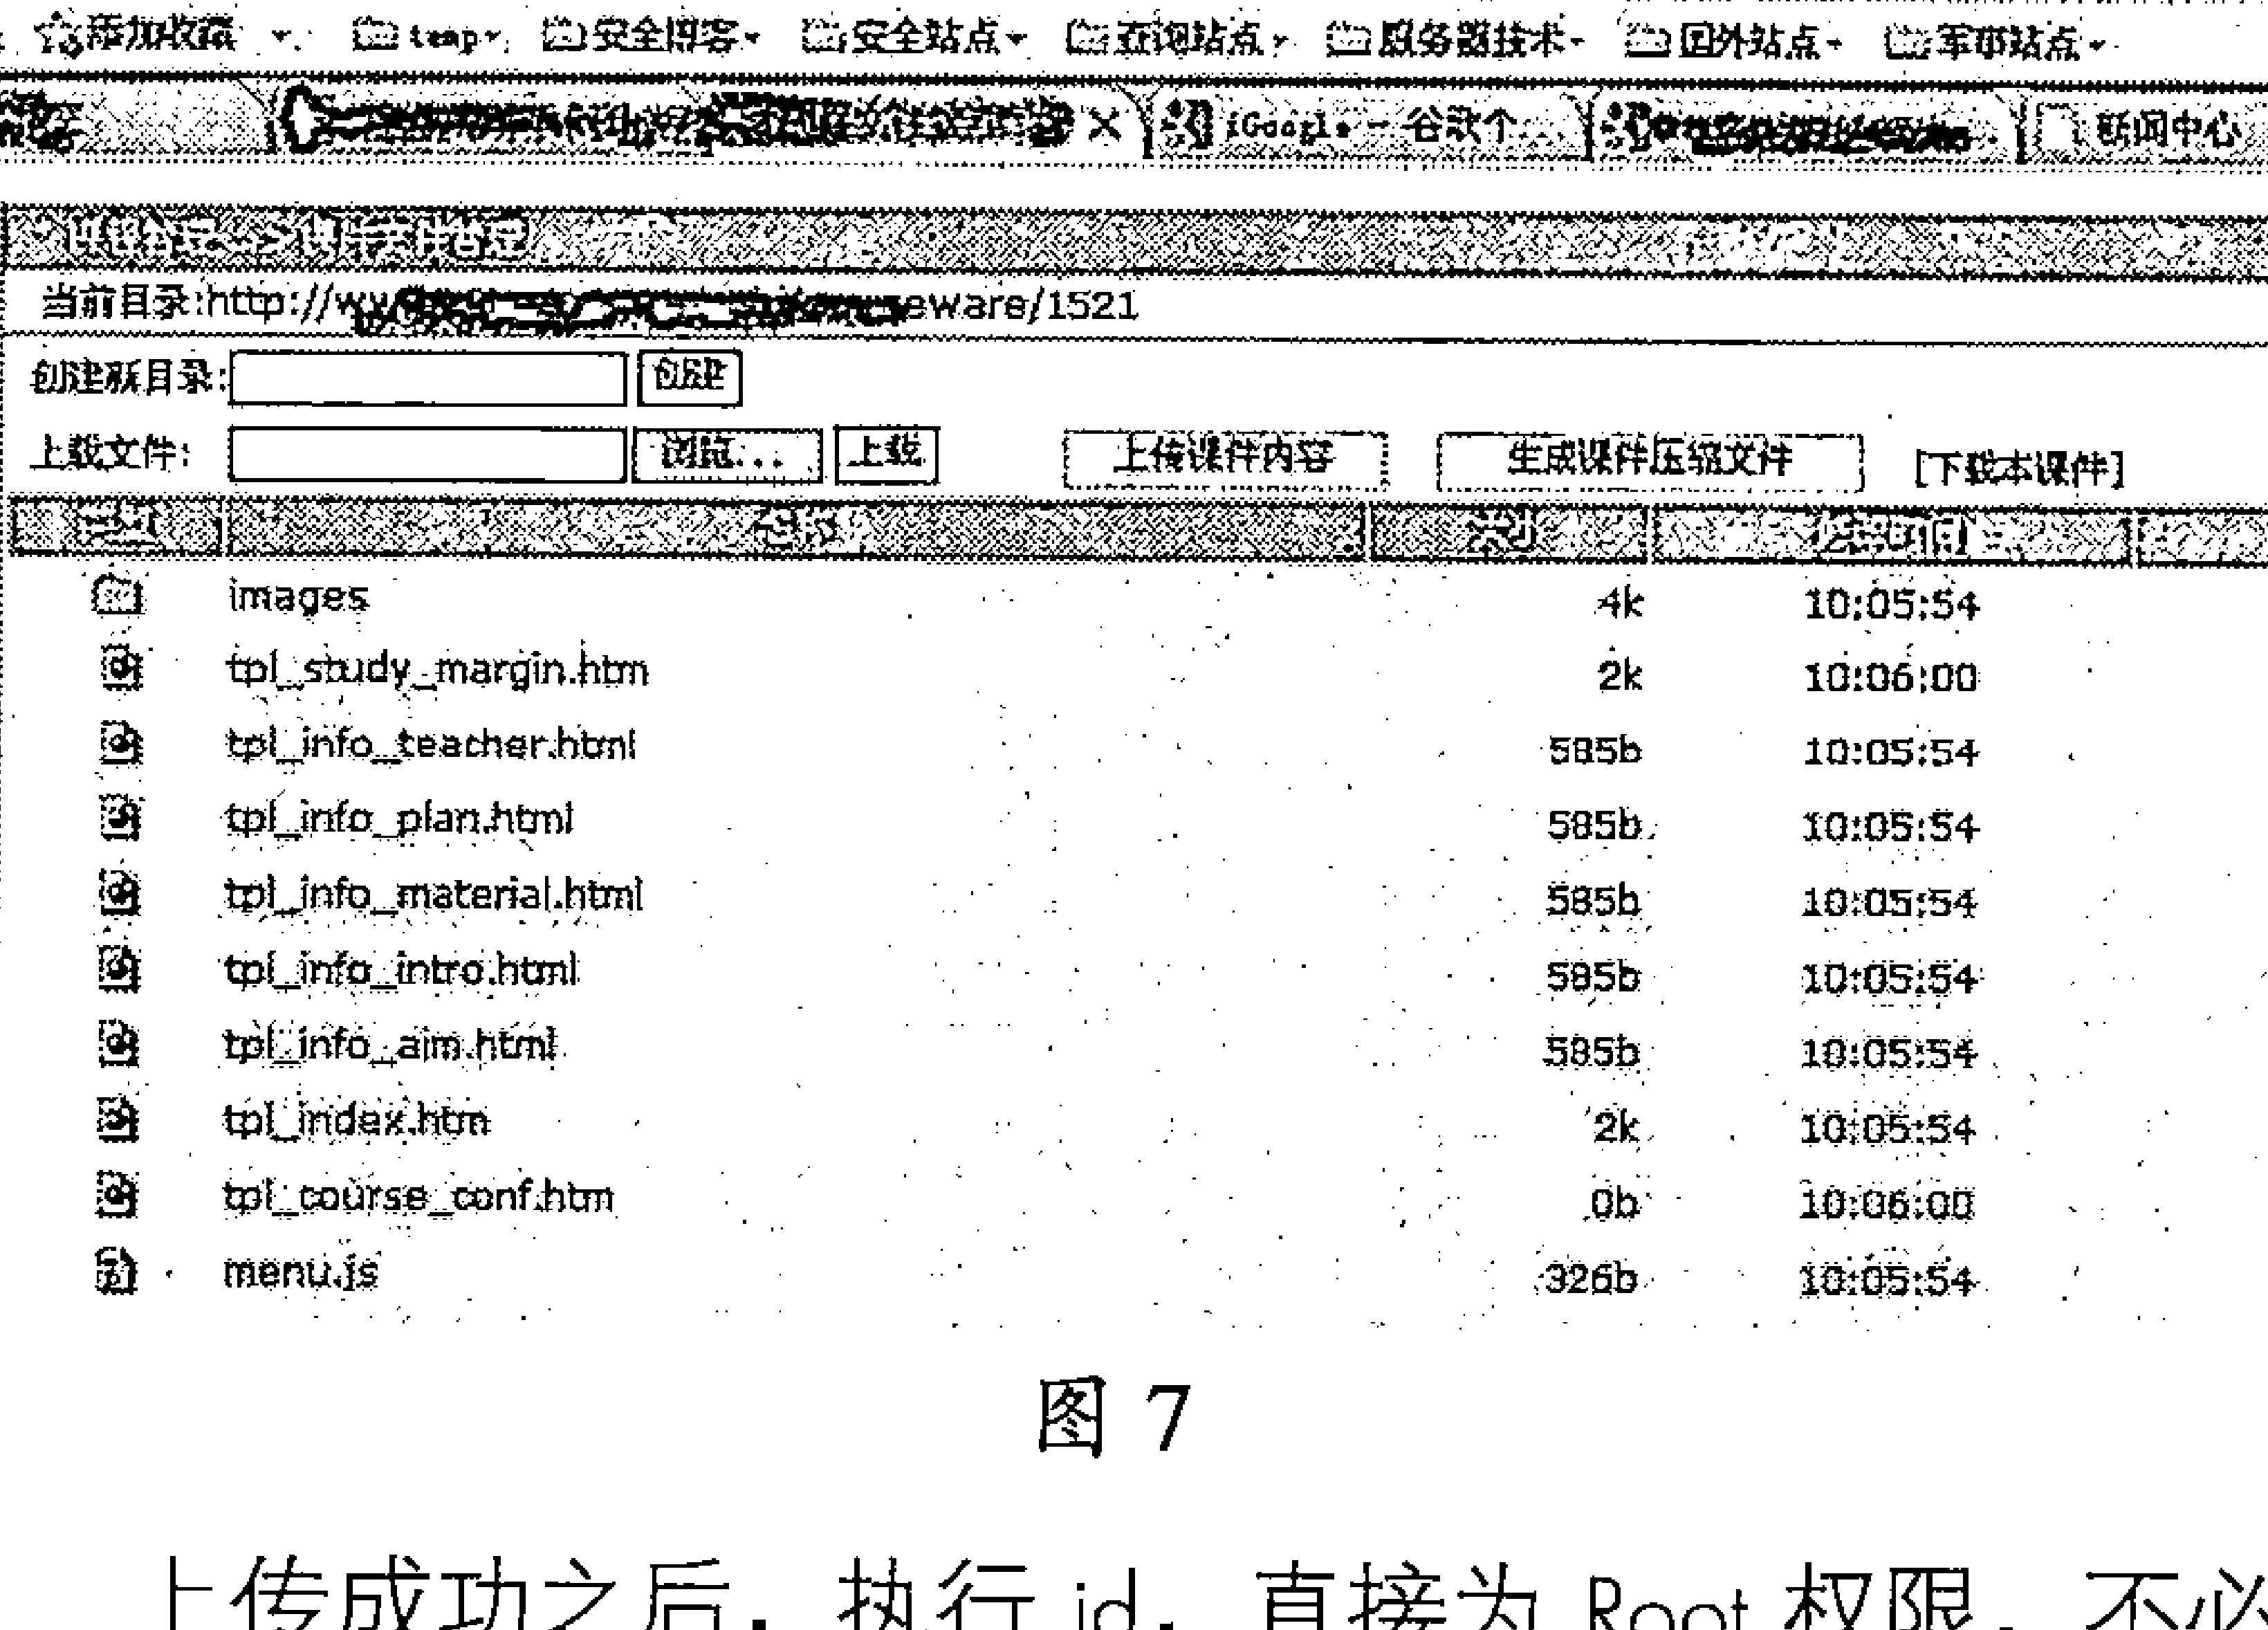 添加收藏 temp 安全博客 安全站点 查询站点 服务器技术 国外站点 军事站点
iGoogle - 谷歌个... 新闻中心
当前目录:http://ww eware/1521
创建新目录: 创建
上载文件: 浏览... 上载 上传课件内容 生成课件压缩文件 [下载本课件]
images 4k 10:05:54
tpl_study_margin.htm 2k 10:06:00
tpl_info_teacher.html 585b 10:05:54
tpl_info_plan.html 585b 10:05:54
tpl_info_material.html 585b 10:05:54
tpl_info_intro.html 585b 10:05:54
tpl_info_aim.html 585b 10:05:54
tpl_index.htm 2k 10:05:54
tpl_course_conf.htm 0b 10:06:00
menu.js 326b 10:05:54
图 7
上传成功之后，执行 id，直接为 Root 权限，不必